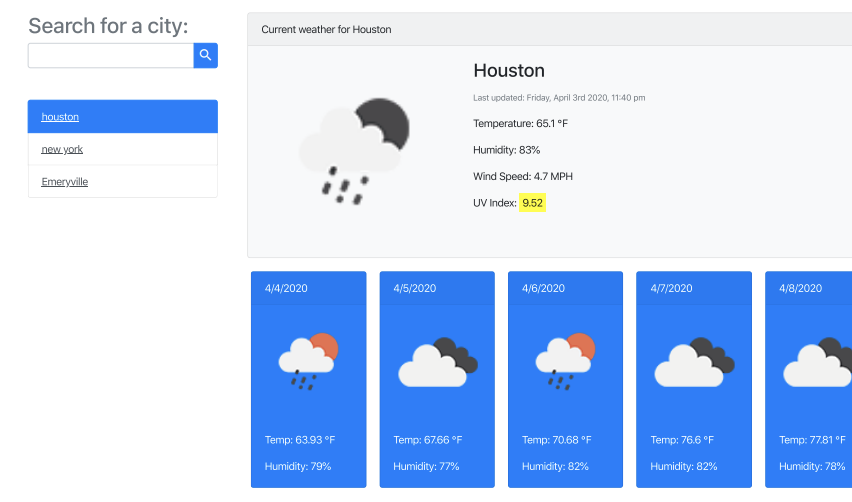 Search for a city:
houston
new york
Emeryville
Current weather for Houston
Houston
Last updated: Friday, April 3rd 2020, 11:40 pm
Temperature: 65.1 °F
Humidity: 83%
Wind Speed: 4.7 MPH
UV Index: 9.52
4/4/2020
Temp: 63.93 °F
Humidity: 79%
4/5/2020
Temp: 67.66 °F
Humidity: 77%
4/6/2020
Temp: 70.68 °F
Humidity: 82%
4/7/2020
Temp: 76.6 °F
Humidity: 82%
4/8/2020
Temp: 77.81 °F
Humidity: 78%